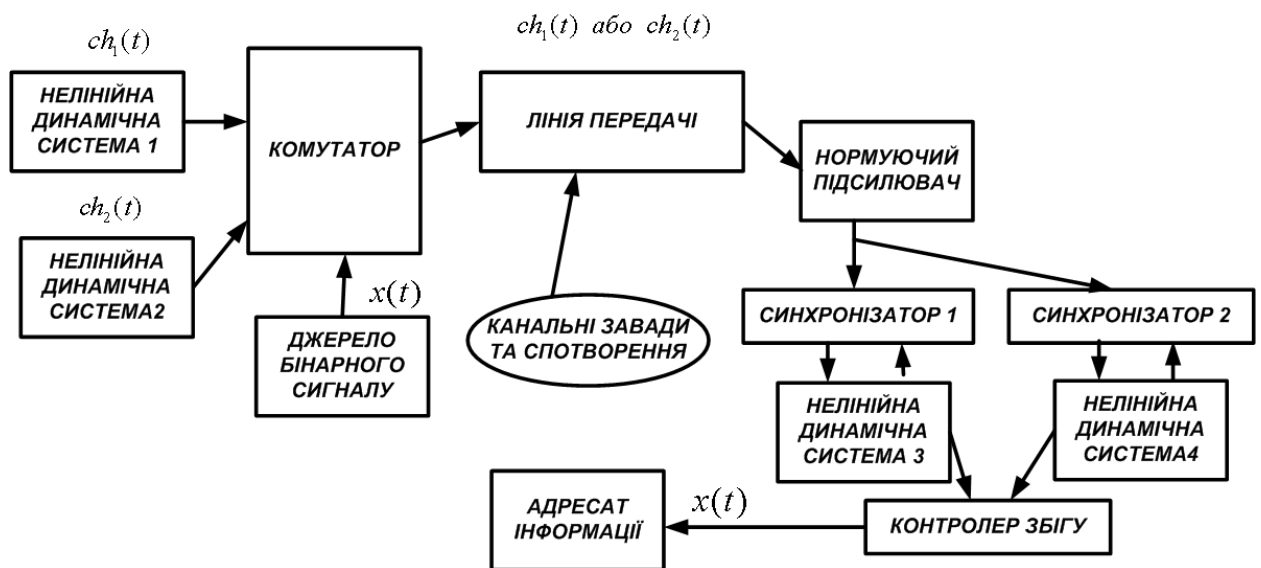 ch₁(t)
ch₁(t) або ch₂(t)
НЕЛІНІЙНА
ДИНАМІЧНА
СИСТЕМА 1
КОМУТАТОР
ЛІНІЯ ПЕРЕДАЧІ
НОРМУЮЧИЙ
ПІДСИЛЮВАЧ
ch₂(t)
НЕЛІНІЙНА
ДИНАМІЧНА
СИСТЕМА2
x(t)
ДЖЕРЕЛО
БІНАРНОГО
СИГНАЛУ
КАНАЛЬНІ ЗАВАДИ
ТА СПОТВОРЕННЯ
СИНХРОНІЗАТОР 1
СИНХРОНІЗАТОР 2
НЕЛІНІЙНА
ДИНАМІЧНА
СИСТЕМА 3
НЕЛІНІЙНА
ДИНАМІЧНА
СИСТЕМА4
АДРЕСАТ
ІНФОРМАЦІЇ
x(t)
КОНТРОЛЕР ЗБІГУ